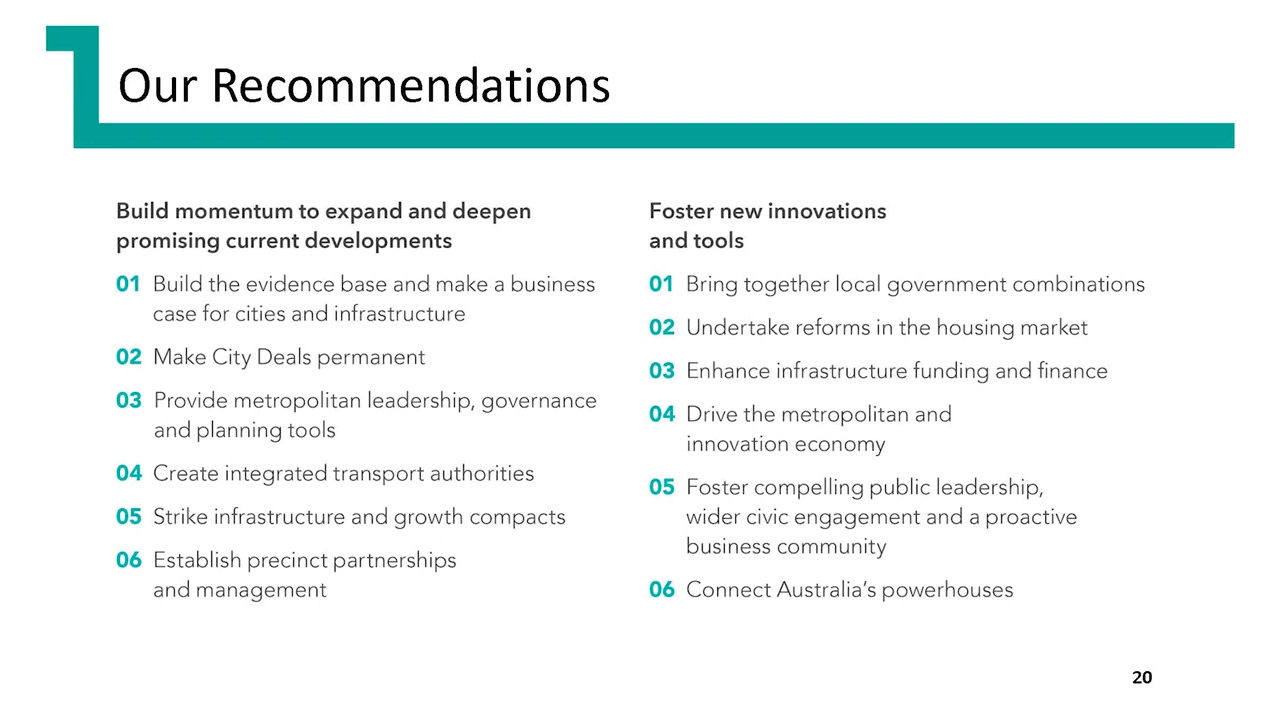 Our Recommendations
Build momentum to expand and deepen
promising current developments
01 Build the evidence base and make a business
case for cities and infrastructure
02 Make City Deals permanent
03 Provide metropolitan leadership, governance
and planning tools
04 Create integrated transport authorities
05 Strike infrastructure and growth compacts
06 Establish precinct partnerships
and management
Foster new innovations
and tools
01 Bring together local government combinations
02 Undertake reforms in the housing market
03 Enhance infrastructure funding and finance
04 Drive the metropolitan and
innovation economy
05 Foster compelling public leadership,
wider civic engagement and a proactive
business community
06 Connect Australia’s powerhouses
20